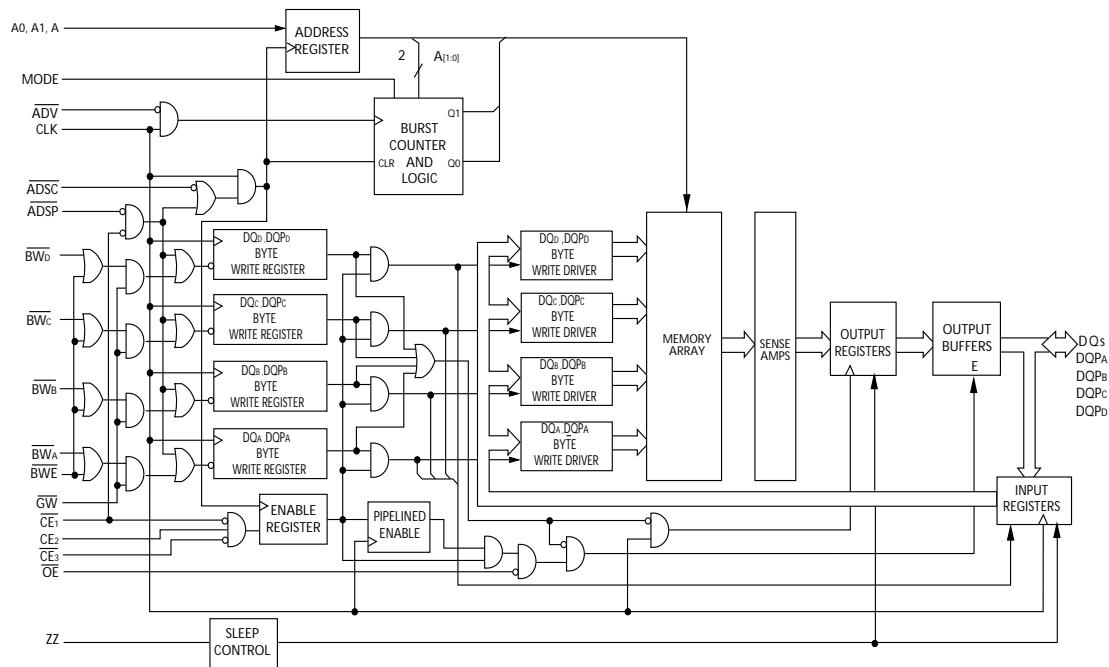 A0, A1, A
ADDRESS
REGISTER
2
A[1:0]
MODE
ADV
CLK
BURST
COUNTER
AND
LOGIC
CLR
Q1
Q0
ADSC
ADSP
DQD,DQPD
BYTE
WRITE REGISTER
DQC,DQPC
BYTE
WRITE REGISTER
DQB,DQPB
BYTE
WRITE REGISTER
DQA,DQPA
BYTE
WRITE REGISTER
BWD
BWC
BWB
BWA
BWE
GW
CE1
CE2
CE3
OE
ENABLE
REGISTER
PIPELINED
ENABLE
DQD,DQPD
BYTE
WRITE DRIVER
DQC,DQPC
BYTE
WRITE DRIVER
DQB,DQPB
BYTE
WRITE DRIVER
DQA,DQPA
BYTE
WRITE DRIVER
MEMORY
ARRAY
SENSE
AMPS
OUTPUT
REGISTERS
OUTPUT
BUFFERS
E
DQs
DQPA
DQPB
DQPC
DQPD
INPUT
REGISTERS
ZZ
SLEEP
CONTROL